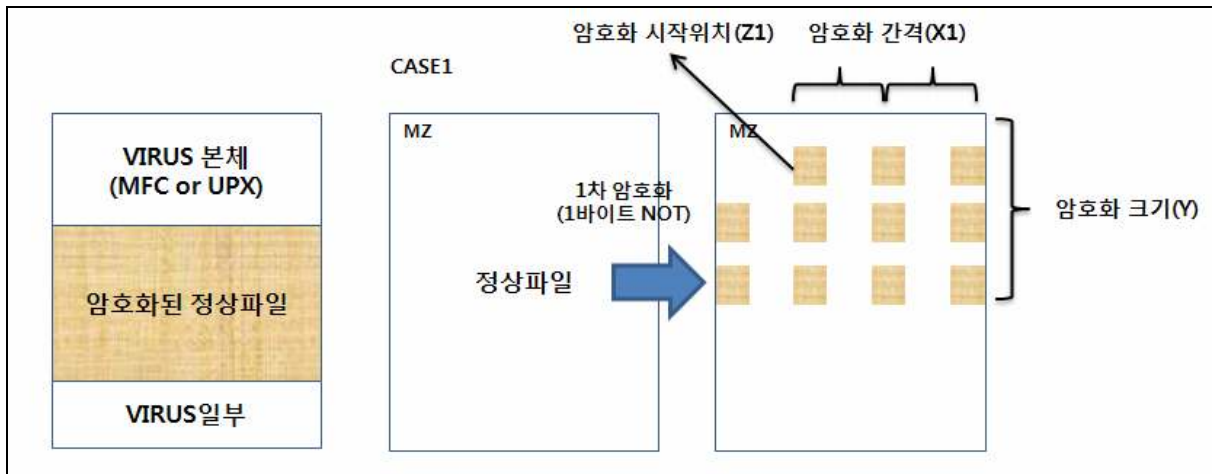 암호화 시작위치(Z1)
암호화 간격(X1)
CASE1
VIRUS 본체
(MFC or UPX)
암호화된 정상파일
VIRUS일부
MZ
정상파일
1차 암호화
(1바이트 NOT)
MZ
암호화 크기(Y)